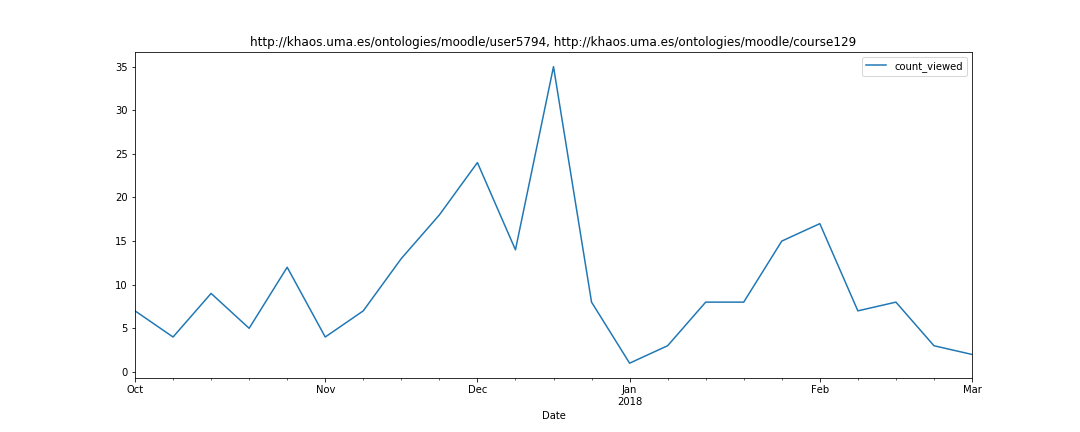 http://khaos.uma.es/ontologies/moodle/user5794, http://khaos.uma.es/ontologies/moodle/course129
count_viewed
35
30
25
20
15
10
5
0
Oct Nov Dec Jan Feb Mar
2018
Date